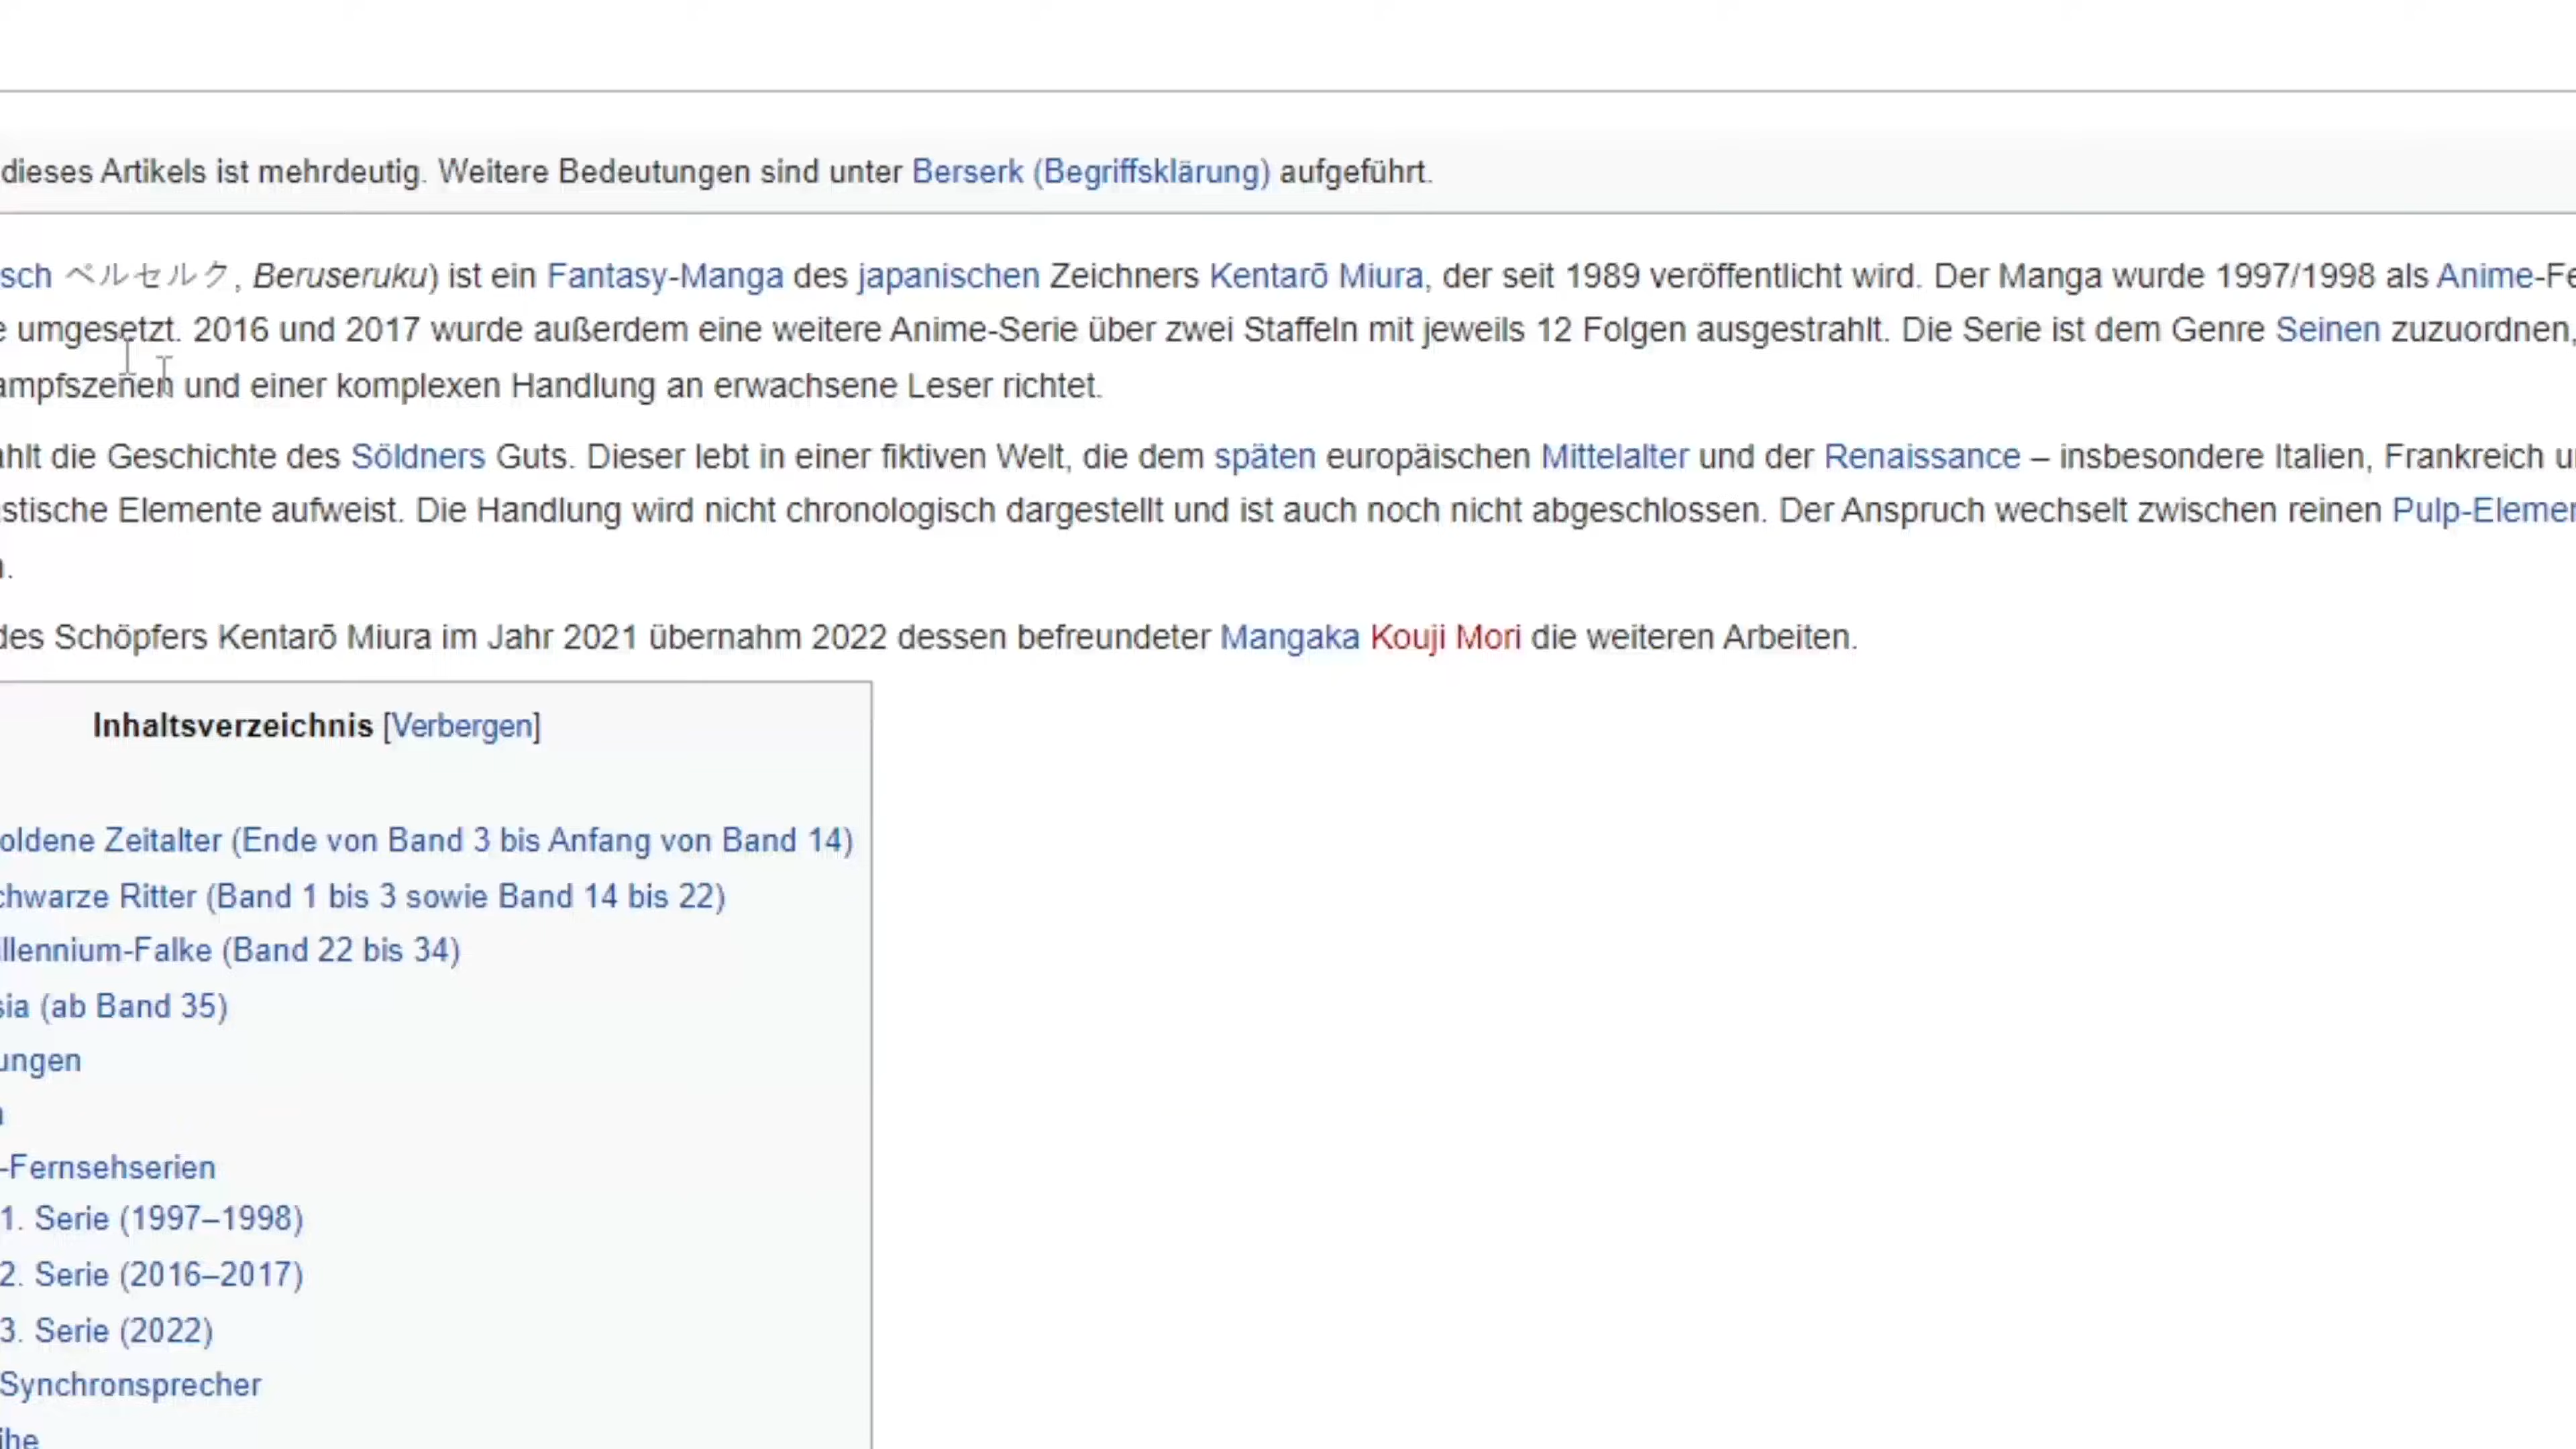 dieses Artikels ist mehrdeutig. Weitere Bedeutungen sind unter Berserk (Begriffsklärung) aufgeführt.
sch ベルセルク, Beruseruku) ist ein Fantasy-Manga des japanischen Zeichners Kentarō Miura, der seit 1989 veröffentlicht wird. Der Manga wurde 1997/1998 als Anime-Fe
e umgesetzt. 2016 und 2017 wurde außerdem eine weitere Anime-Serie über zwei Staffeln mit jeweils 12 Folgen ausgestrahlt. Die Serie ist dem Genre Seinen zuzuordnen,
ampfszenen und einer komplexen Handlung an erwachsene Leser richtet.
ählt die Geschichte des Söldners Guts. Dieser lebt in einer fiktiven Welt, die dem späten europäischen Mittelalter und der Renaissance – insbesondere Italien, Frankreich u
stische Elemente aufweist. Die Handlung wird nicht chronologisch dargestellt und ist auch noch nicht abgeschlossen. Der Anspruch wechselt zwischen reinen Pulp-Elemen
.
des Schöpfers Kentarō Miura im Jahr 2021 übernahm 2022 dessen befreundeter Mangaka Kouji Mori die weiteren Arbeiten.
Inhaltsverzeichnis [Verbergen]
oldene Zeitalter (Ende von Band 3 bis Anfang von Band 14)
chwarze Ritter (Band 1 bis 3 sowie Band 14 bis 22)
illennium-Falke (Band 22 bis 34)
sia (ab Band 35)
ungen
-Fernsehserien
1. Serie (1997–1998)
2. Serie (2016–2017)
3. Serie (2022)
Synchronsprecher
ihe